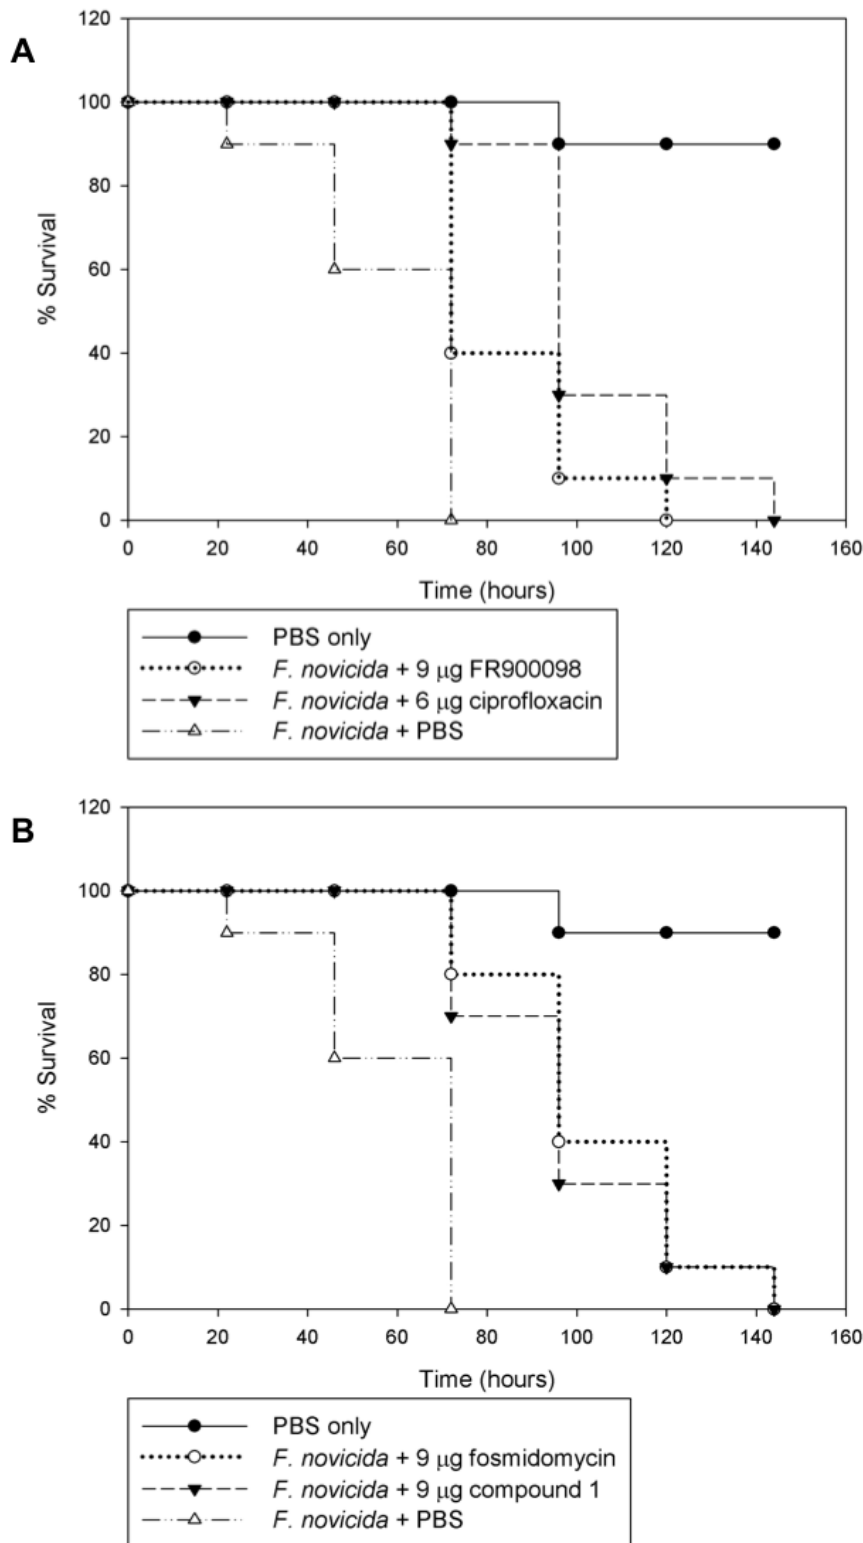 A
120
100
80
60
40
20
0
% Survival
0 20 40 60 80 100 120 140 160
Time (hours)
PBS only
F. novicida + 9 μg FR900098
F. novicida + 6 μg ciprofloxacin
F. novicida + PBS
B
120
100
80
60
40
20
0
% Survival
0 20 40 60 80 100 120 140 160
Time (hours)
PBS only
F. novicida + 9 μg fosmidomycin
F. novicida + 9 μg compound 1
F. novicida + PBS